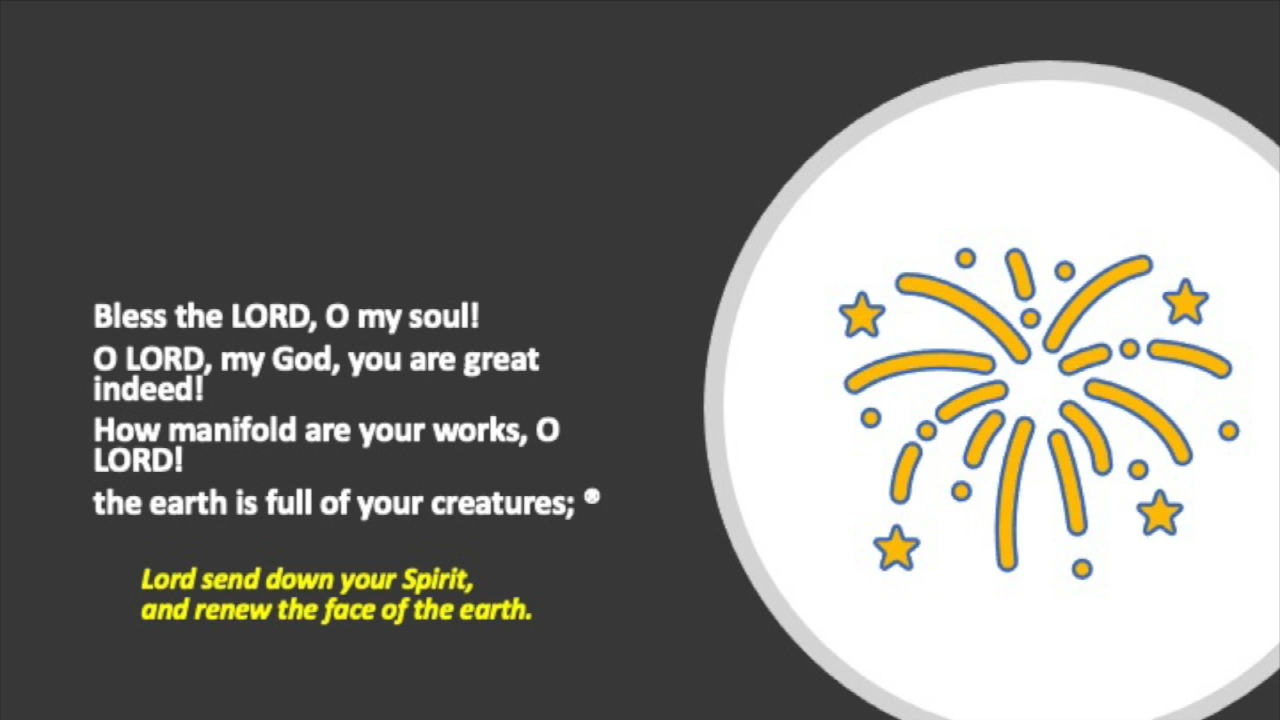 Bless the LORD, O my soul!
O LORD, my God, you are great
indeed!
How manifold are your works, O
LORD!
the earth is full of your creatures; ®
Lord send down your Spirit,
and renew the face of the earth.